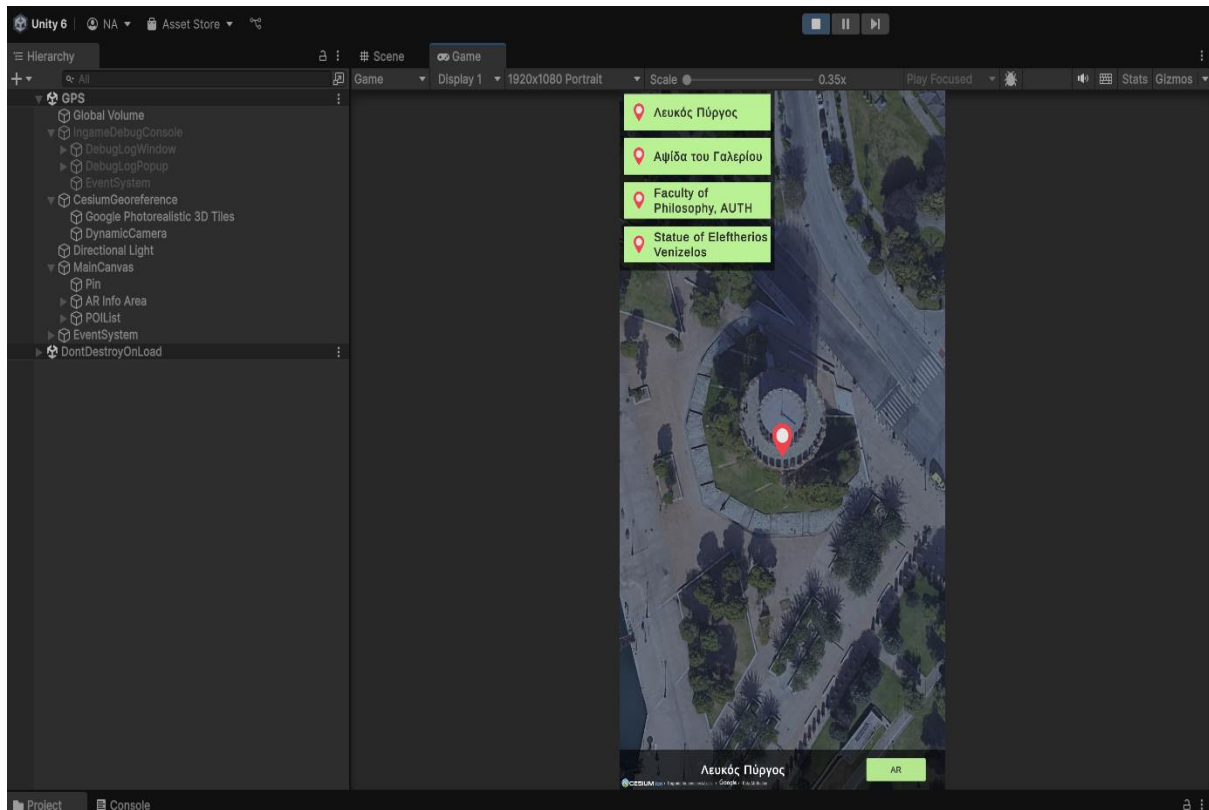 Unity 6 NA Asset Store
Hierarchy
All
GPS
Global Volume
IngameDebugConsole
DebugLogWindow
DebugLogPopup
EventSystem
CesiumGeoreference
Google Photorealistic 3D Tiles
DynamicCamera
Directional Light
MainCanvas
Pin
AR Info Area
POIList
EventSystem
DontDestroyOnLoad
Scene Game
Game Display 1 1920x1080 Portrait Scale 0.35x Play Focused Stats Gizmos
Λευκός Πύργος
Αψίδα του Γαλερίου
Faculty of
Philosophy, AUTH
Statue of Eleftherios
Venizelos
Λευκός Πύργος
AR
CESIUM
Google
Project Console